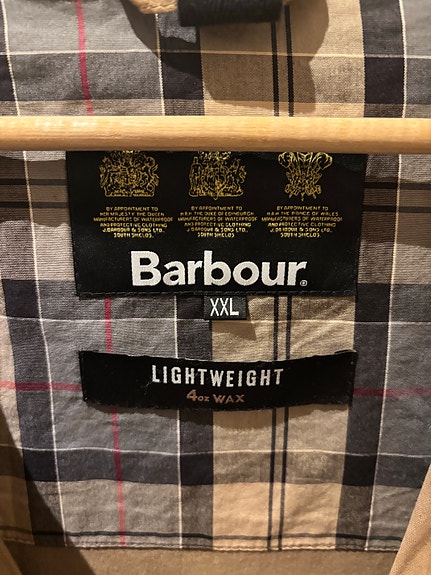 BY APPOINTMENT TO
HER MAJESTY THE QUEEN
MANUFACTURERS OF WATERPROOF
AND PROTECTIVE CLOTHING
J.BARBOUR & SONS LTD.
SOUTH SHIELDS.
BY APPOINTMENT TO
H.R.H. THE DUKE OF EDINBURGH
MANUFACTURERS OF WATERPROOF
AND PROTECTIVE CLOTHING
J.BARBOUR & SONS LTD.
SOUTH SHIELDS.
BY APPOINTMENT TO
H.R.H. THE PRINCE OF WALES
MANUFACTURERS OF WATERPROOF
AND PROTECTIVE CLOTHING
J.BARBOUR & SONS LTD.
SOUTH SHIELDS.
Barbour®
XXL
LIGHTWEIGHT
4oz WAX